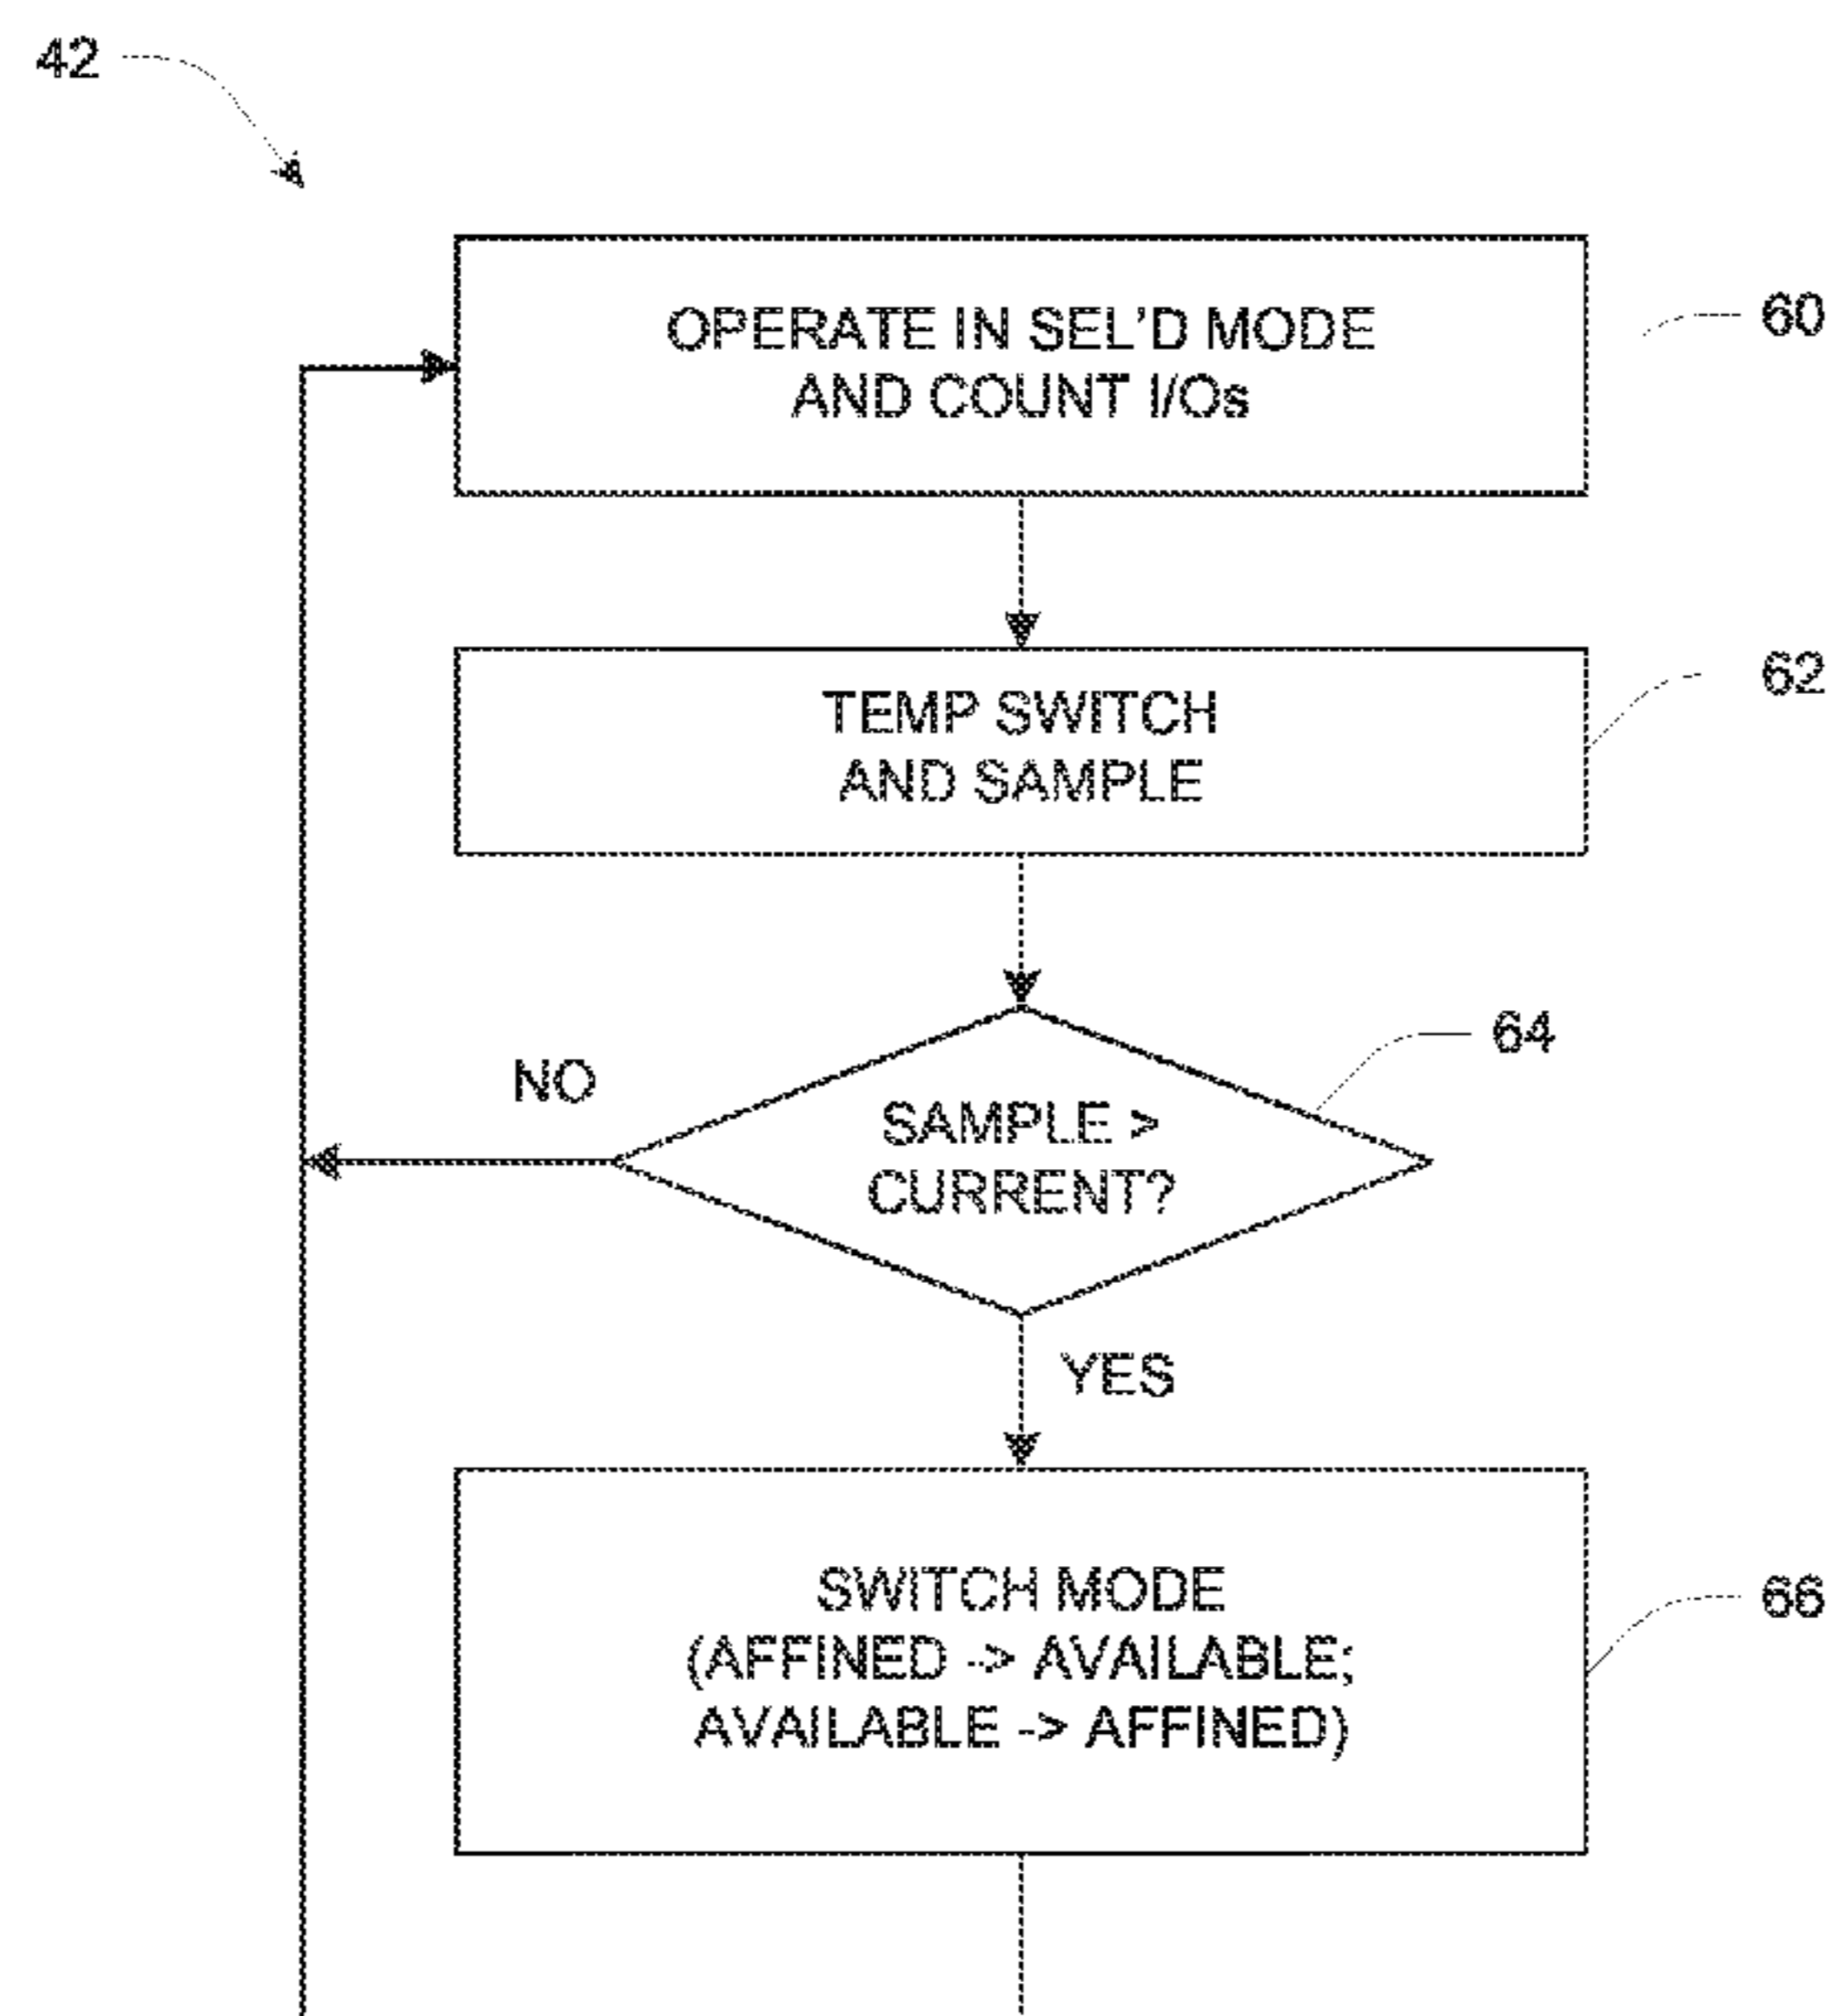 42
OPERATE IN SEL'D MODE
AND COUNT I/Os
60
TEMP SWITCH
AND SAMPLE
62
NO
SAMPLE >
CURRENT?
64
YES
SWITCH MODE
(AFFINED -> AVAILABLE;
AVAILABLE -> AFFINED)
66